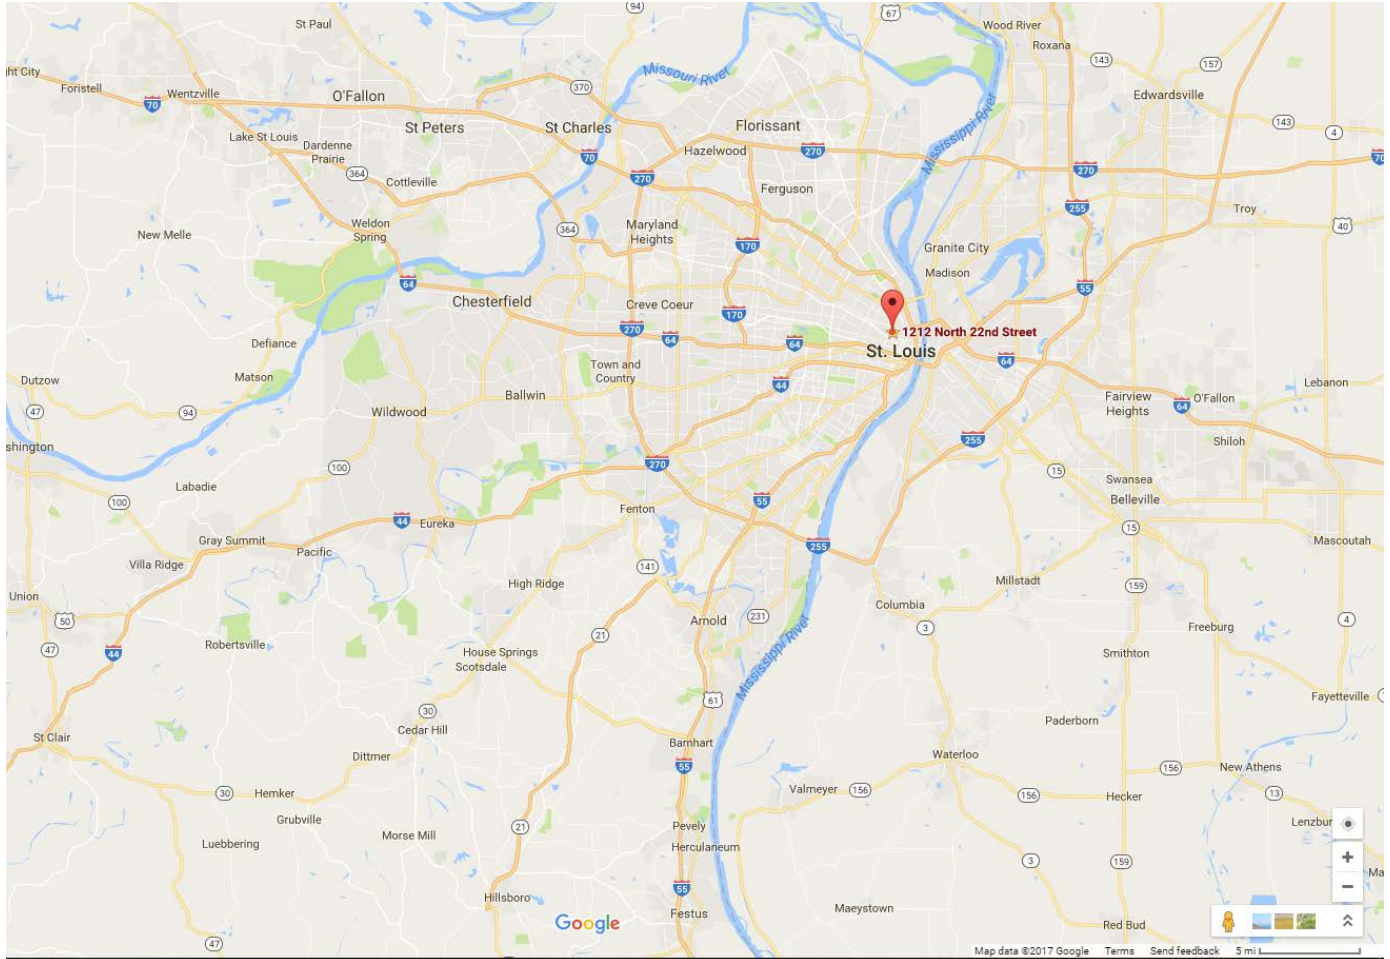 94
67
Wood River
St Paul
Roxana
143
157
Missouri River
ght City
Foristell
Wentzville
70
O'Fallon
370
Edwardsville
St Peters
St Charles
Florissant
Mississippi River
143
4
Lake St Louis
Dardenne
Prairie
Hazelwood
270
70
70
364
Cottleville
270
Ferguson
270
255
Troy
New Melle
Weldon
Spring
364
Maryland
Heights
170
Granite City
40
Madison
64
55
Chesterfield
Creve Coeur
170
270
64
64
1212 North 22nd Street
St. Louis
64
Defiance
Town and
Country
Matson
44
Dutzow
Ballwin
Lebanon
Fairview
Heights
O'Fallon
64
47
94
Wildwood
shington
255
Shiloh
100
270
15
Labadie
Swansea
Belleville
100
Fenton
55
44
Eureka
15
Gray Summit
Pacific
255
Mascoutah
Villa Ridge
141
High Ridge
Millstadt
159
Union
Columbia
50
231
Arnold
4
21
3
Freeburg
Robertsville
47
44
House Springs
Scotsdale
Smithton
Mississippi River
61
Fayetteville
30
Cedar Hill
Paderborn
St Clair
Barnhart
Dittmer
Waterloo
55
156
New Athens
30
Hemker
Valmeyer
156
156
Hecker
13
Grubville
Lenzbur
21
Pevely
Morse Mill
Luebbering
Herculaneum
3
159
Ma
55
Hillsboro
Google
Festus
Maeystown
Red Bud
47
Map data ©2017 Google
Terms
Send feedback
5 mi